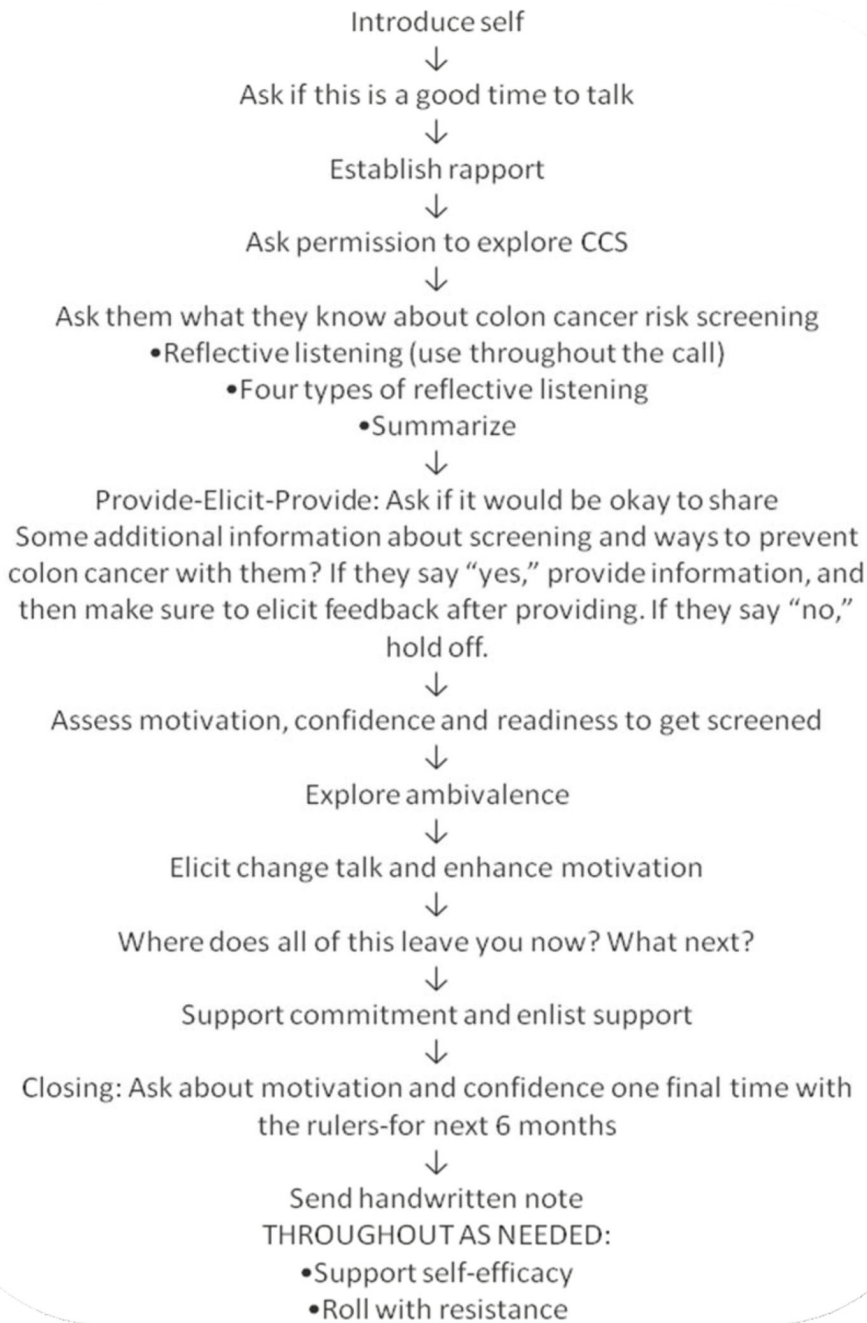 Introduce self
↓
Ask if this is a good time to talk
↓
Establish rapport
↓
Ask permission to explore CCS
↓
Ask them what they know about colon cancer risk screening
•Reflective listening (use throughout the call)
•Four types of reflective listening
•Summarize
↓
Provide-Elicit-Provide: Ask if it would be okay to share
Some additional information about screening and ways to prevent
colon cancer with them? If they say “yes,” provide information, and
then make sure to elicit feedback after providing. If they say “no,”
hold off.
↓
Assess motivation, confidence and readiness to get screened
↓
Explore ambivalence
↓
Elicit change talk and enhance motivation
↓
Where does all of this leave you now? What next?
↓
Support commitment and enlist support
↓
Closing: Ask about motivation and confidence one final time with
the rulers-for next 6 months
↓
Send handwritten note
THROUGHOUT AS NEEDED:
•Support self-efficacy
•Roll with resistance